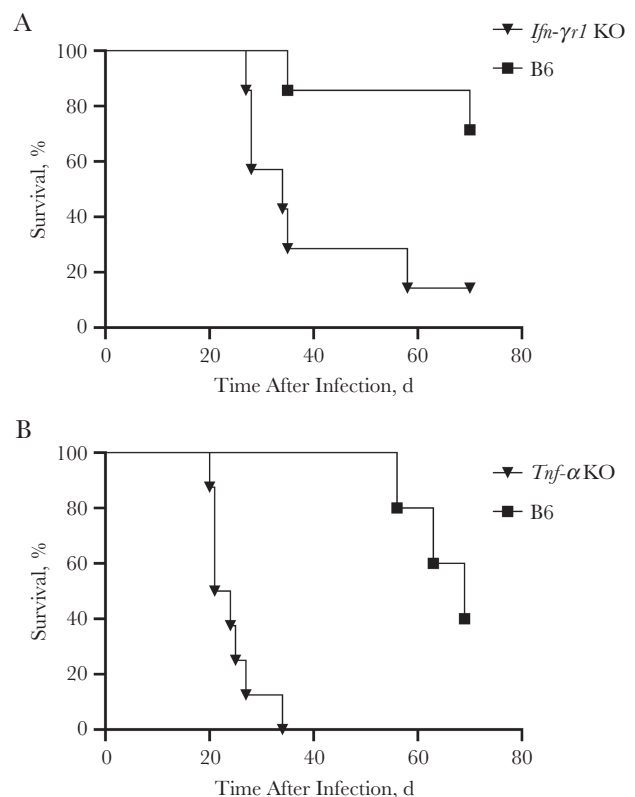 A
Ifn-γr1 KO
B6
100
80
60
40
20
0
Survival, %
0 20 40 60 80
Time After Infection, d
B
Tnf-α KO
B6
100
80
60
40
20
0
Survival, %
0 20 40 60 80
Time After Infection, d